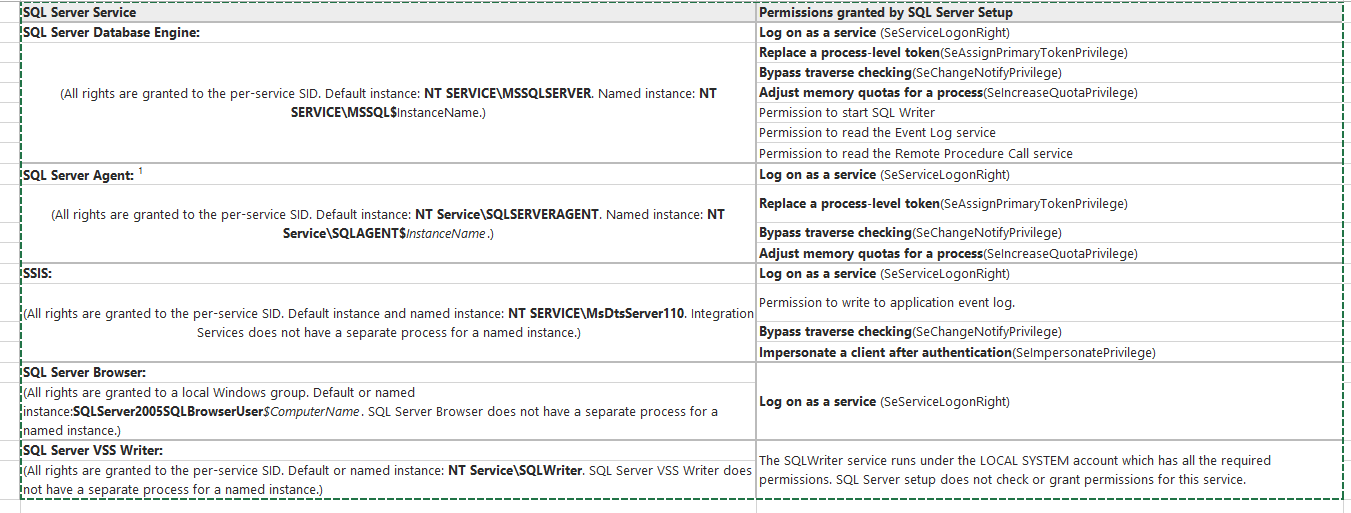 SQL Server Service
Permissions granted by SQL Server Setup
SQL Server Database Engine:
(All rights are granted to the per-service SID. Default instance: NT SERVICE\MSSQLSERVER. Named instance: NT
SERVICE\MSSQL$InstanceName.)
Log on as a service (SeServiceLogonRight)
Replace a process-level token(SeAssignPrimaryTokenPrivilege)
Bypass traverse checking(SeChangeNotifyPrivilege)
Adjust memory quotas for a process(SeIncreaseQuotaPrivilege)
Permission to start SQL Writer
Permission to read the Event Log service
Permission to read the Remote Procedure Call service
SQL Server Agent: 1
(All rights are granted to the per-service SID. Default instance: NT Service\SQLSERVERAGENT. Named instance: NT
Service\SQLAGENT$InstanceName.)
Log on as a service (SeServiceLogonRight)
Replace a process-level token(SeAssignPrimaryTokenPrivilege)
Bypass traverse checking(SeChangeNotifyPrivilege)
Adjust memory quotas for a process(SeIncreaseQuotaPrivilege)
SSIS:
(All rights are granted to the per-service SID. Default instance and named instance: NT SERVICE\MsDtsServer110. Integration
Services does not have a separate process for a named instance.)
Log on as a service (SeServiceLogonRight)
Permission to write to application event log.
Bypass traverse checking(SeChangeNotifyPrivilege)
Impersonate a client after authentication(SeImpersonatePrivilege)
SQL Server Browser:
(All rights are granted to a local Windows group. Default or named
instance:SQLServer2005SQLBrowserUser$ComputerName. SQL Server Browser does not have a separate process for a
named instance.)
Log on as a service (SeServiceLogonRight)
SQL Server VSS Writer:
(All rights are granted to the per-service SID. Default or named instance: NT Service\SQLWriter. SQL Server VSS Writer does
not have a separate process for a named instance.)
The SQLWriter service runs under the LOCAL SYSTEM account which has all the required
permissions. SQL Server setup does not check or grant permissions for this service.